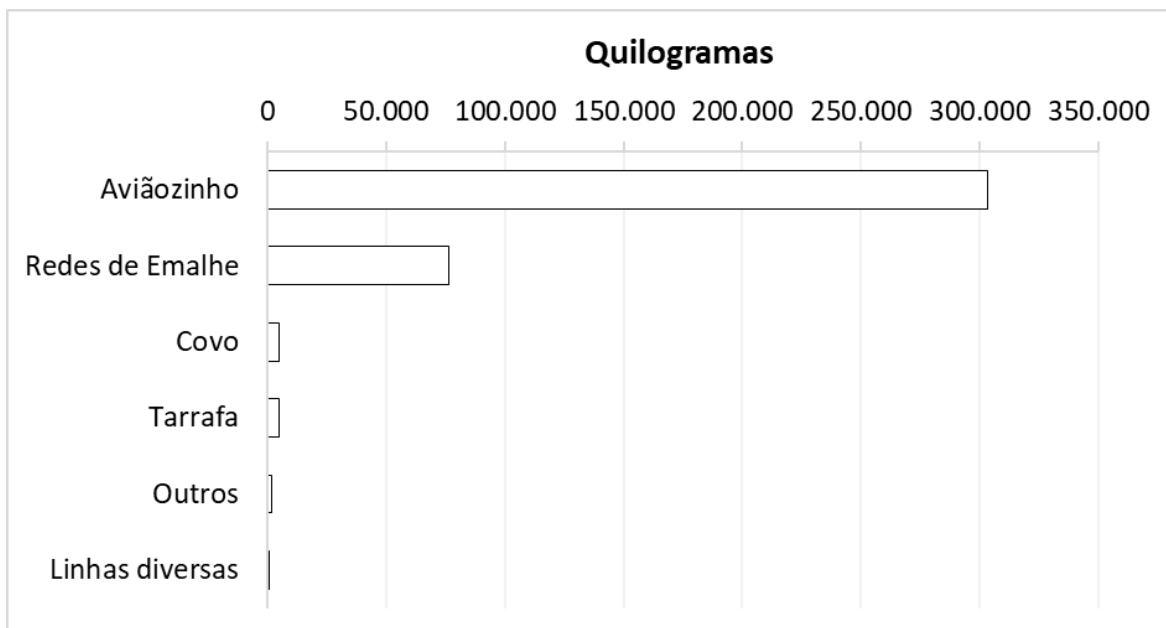 Quilogramas
0 50.000 100.000 150.000 200.000 250.000 300.000 350.000
Aviãozinho
Redes de Emalhe
Covo
Tarrafa
Outros
Linhas diversas